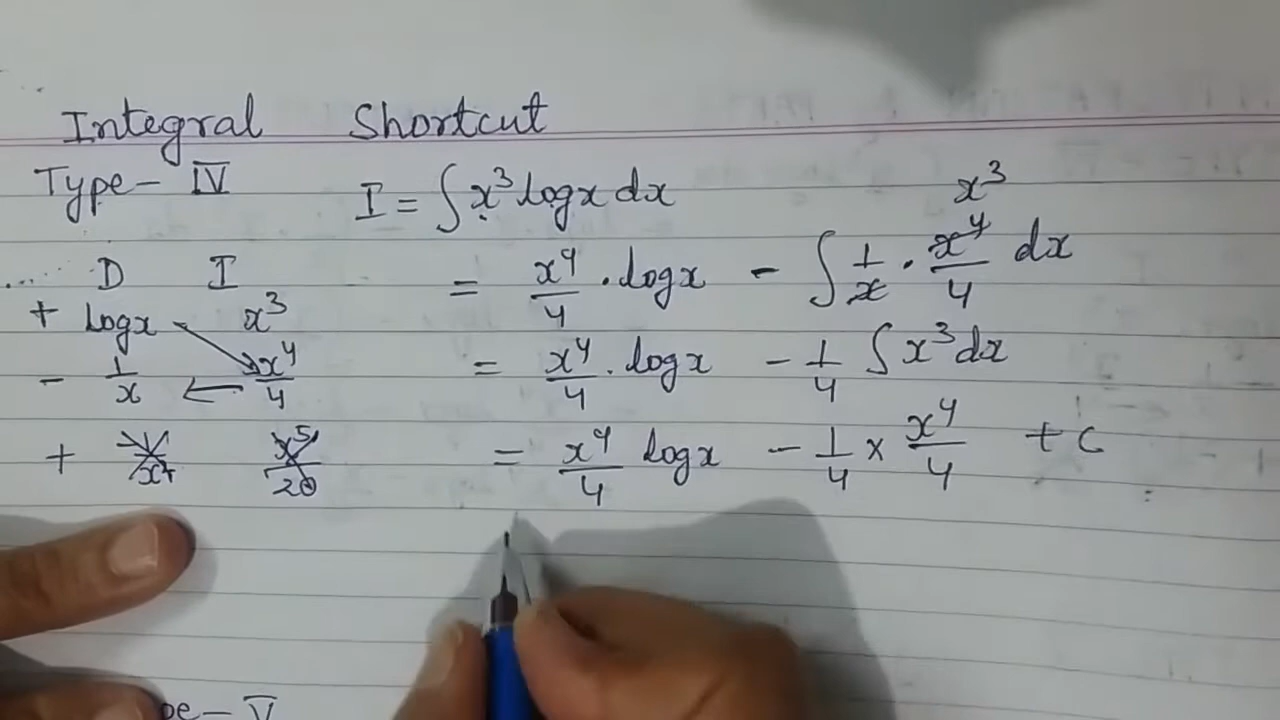 Integral Shortcut
Type- IV I = ∫ x³ logx dx
x³
D I = x⁴/4 . logx - ∫ 1/x . x⁴/4 dx
+ logx x³
- 1/x x⁴/4 = x⁴/4 . logx - 1/4 ∫ x³ dx
+ x⁵/20 = x⁴/4 logx - 1/4 × x⁴/4 + c
pe- V